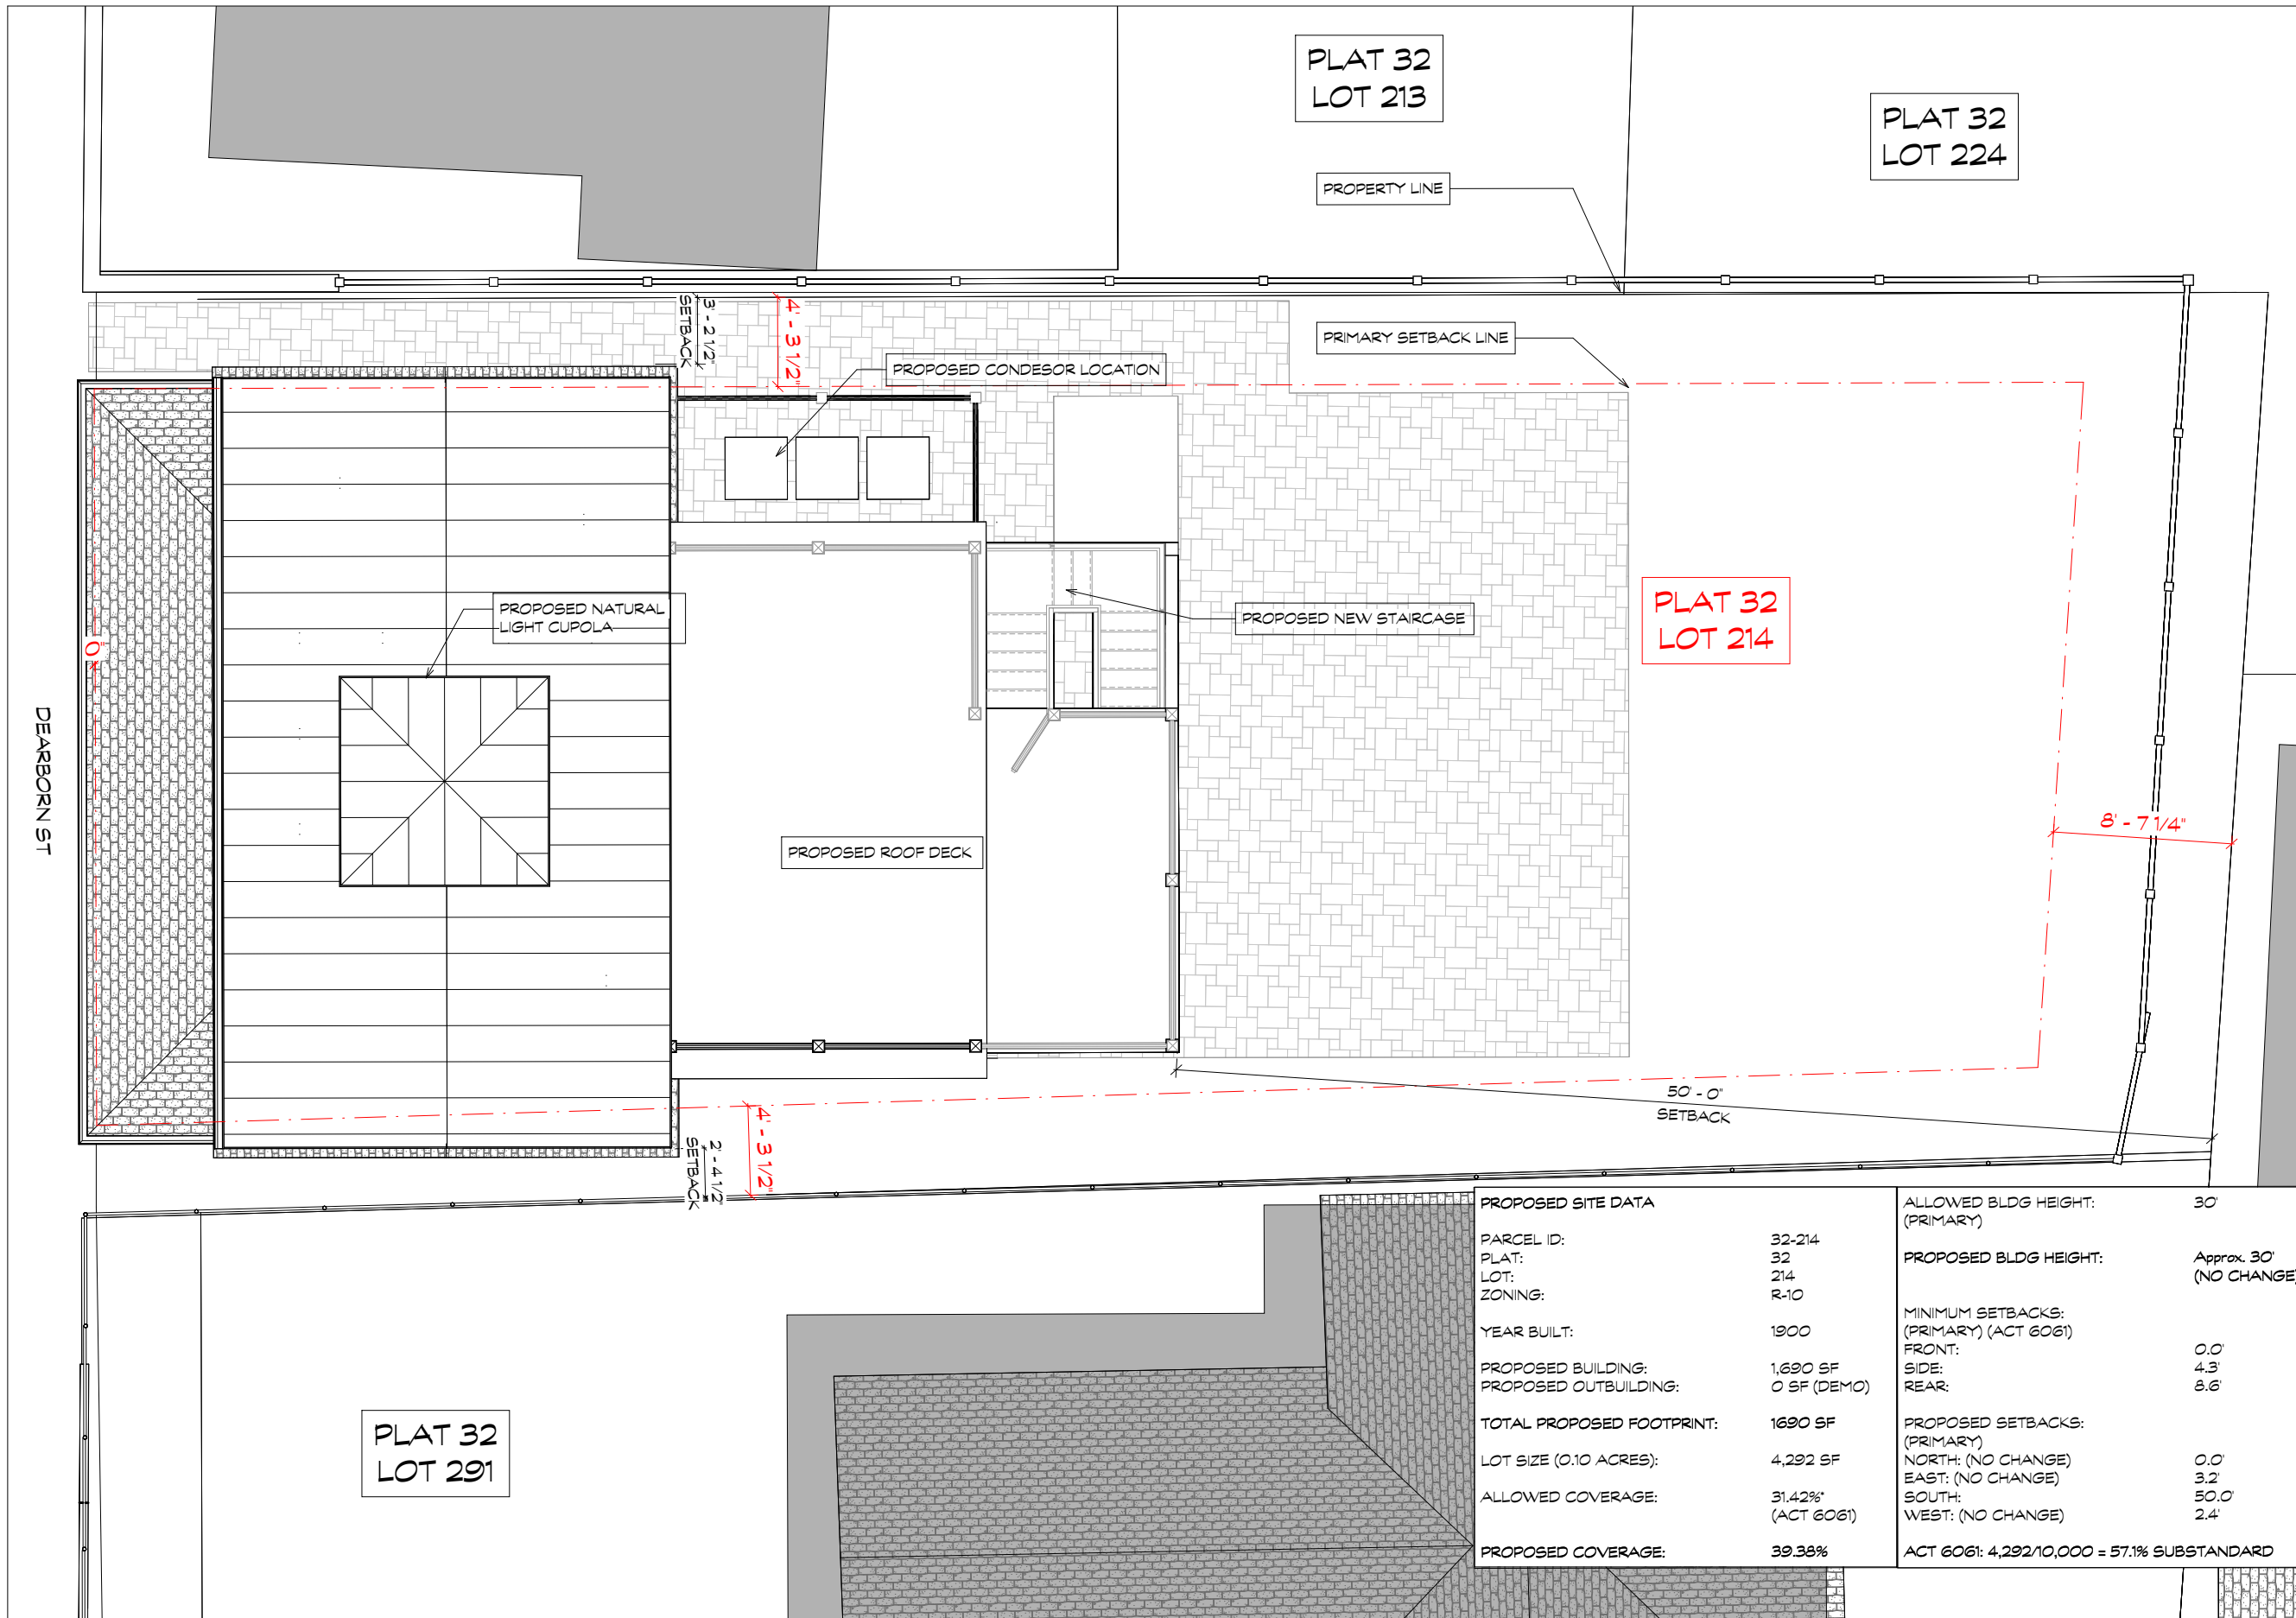 PLAT 32
LOT 213
PLAT 32
LOT 224
PROPERTY LINE
PRIMARY SETBACK LINE
3' - 2 1/2"
SETBACK
4' - 3 1/2"
PROPOSED CONDESOR LOCATION
PROPOSED NATURAL
LIGHT CUPOLA
PROPOSED NEW STAIRCASE
PLAT 32
LOT 214
0"
DEARBORN ST
PROPOSED ROOF DECK
8' - 7 1/4"
50' - 0"
SETBACK
4' - 3 1/2"
2' - 4 1/2"
SETBACK
PLAT 32
LOT 291
PROPOSED SITE DATA
PARCEL ID: 32-214
PLAT: 32
LOT: 214
ZONING: R-10
YEAR BUILT: 1900
PROPOSED BUILDING: 1,690 SF
PROPOSED OUTBUILDING: 0 SF (DEMO)
TOTAL PROPOSED FOOTPRINT: 1690 SF
LOT SIZE (0.10 ACRES): 4,292 SF
ALLOWED COVERAGE: 31.42%*
(ACT 6061)
PROPOSED COVERAGE: 39.38%
ALLOWED BLDG HEIGHT: 30'
(PRIMARY)
PROPOSED BLDG HEIGHT: Approx. 30'
(NO CHANGE)
MINIMUM SETBACKS:
(PRIMARY) (ACT 6061)
FRONT: 0.0'
SIDE: 4.3'
REAR: 8.6'
PROPOSED SETBACKS:
(PRIMARY)
NORTH: (NO CHANGE) 0.0'
EAST: (NO CHANGE) 3.2'
SOUTH: 50.0'
WEST: (NO CHANGE) 2.4'
ACT 6061: 4,292/10,000 = 57.1% SUBSTANDARD